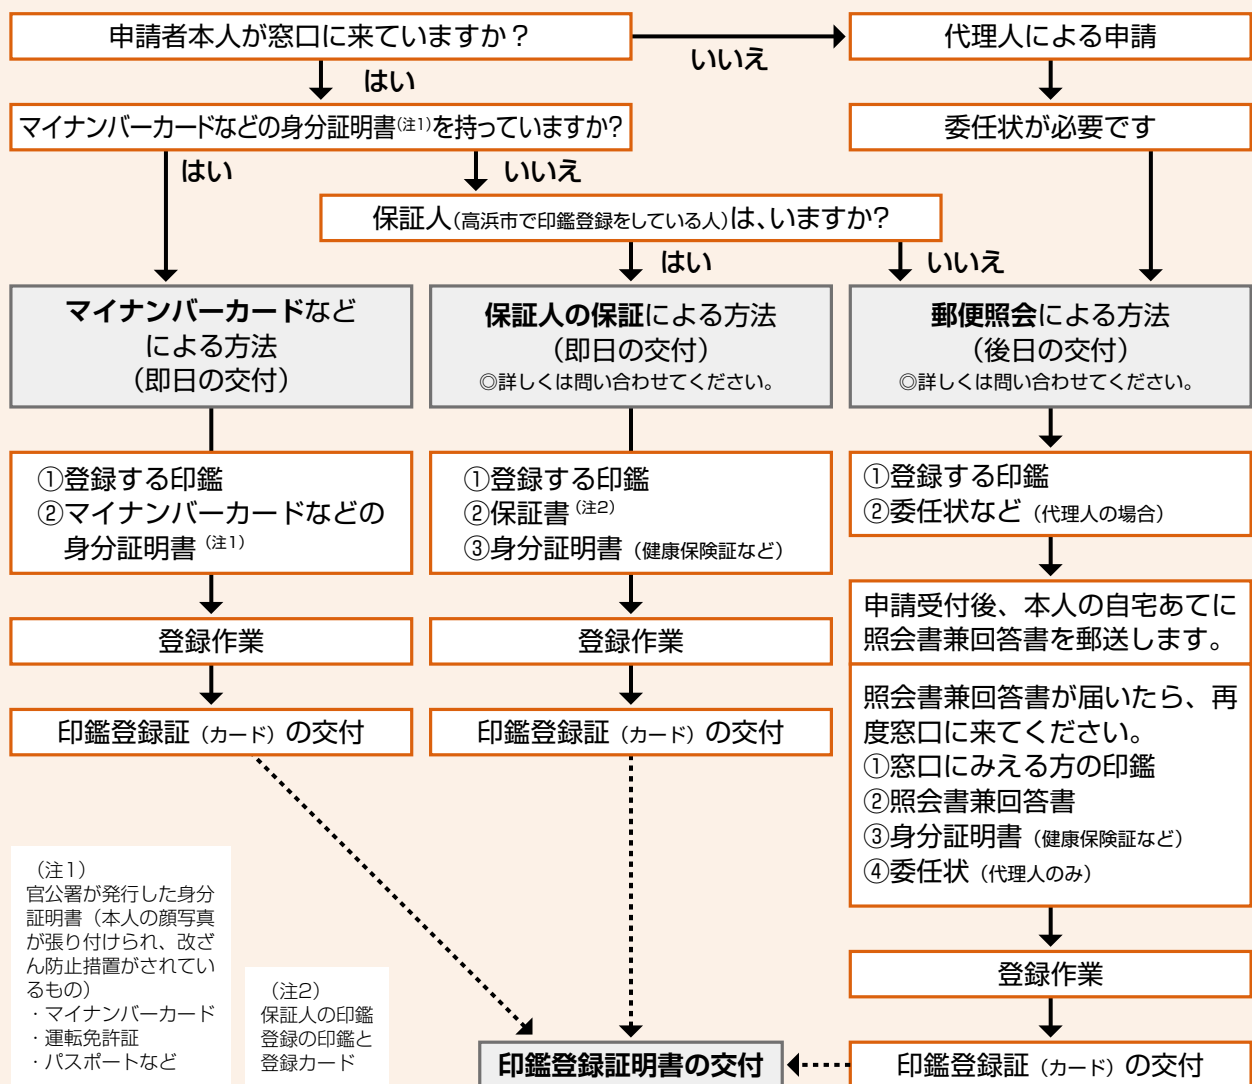 申請者本人が窓口に来ていますか？
いいえ
代理人による申請
はい
マイナンバーカードなどの身分証明書(注1)を持っていますか?
委任状が必要です
はい
いいえ
保証人(高浜市で印鑑登録をしている人)は、いますか?
はい
いいえ
マイナンバーカードなど
による方法
（即日の交付）
保証人の保証による方法
（即日の交付）
◎詳しくは問い合わせてください。
郵便照会による方法
（後日の交付）
◎詳しくは問い合わせてください。
①登録する印鑑
②マイナンバーカードなどの
身分証明書（注1）
登録作業
印鑑登録証（カード）の交付
①登録する印鑑
②保証書（注2）
③身分証明書（健康保険証など）
登録作業
印鑑登録証（カード）の交付
①登録する印鑑
②委任状など（代理人の場合）
申請受付後、本人の自宅あてに
照会書兼回答書を郵送します。
照会書兼回答書が届いたら、再
度窓口に来てください。
①窓口にみえる方の印鑑
②照会書兼回答書
③身分証明書（健康保険証など）
④委任状（代理人のみ）
登録作業
印鑑登録証（カード）の交付
印鑑登録証明書の交付
（注1）
官公署が発行した身分
証明書（本人の顔写真
が張り付けられ、改ざ
ん防止措置がされてい
るもの）
・マイナンバーカード
・運転免許証
・パスポートなど
（注2）
保証人の印鑑
登録の印鑑と
登録カード